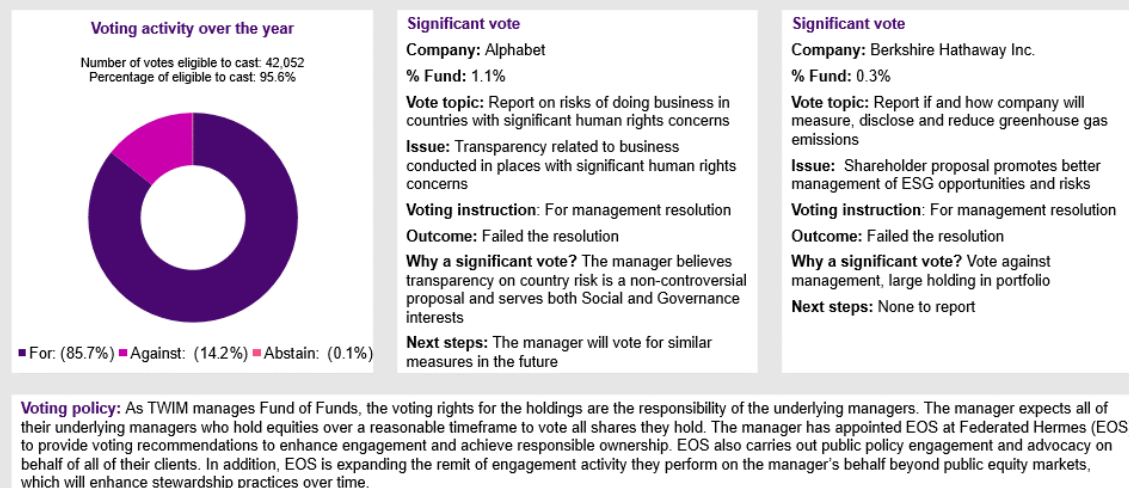 Voting activity over the year
Number of votes eligible to cast: 42,052
Percentage of eligible to cast: 95.6%
For: (85.7%) Against: (14.2%) Abstain: (0.1%)
Significant vote
Company: Alphabet
% Fund: 1.1%
Vote topic: Report on risks of doing business in
countries with significant human rights concerns
Issue: Transparency related to business
conducted in places with significant human rights
concerns
Voting instruction: For management resolution
Outcome: Failed the resolution
Why a significant vote? The manager believes
transparency on country risk is a non-controversial
proposal and serves both Social and Governance
interests
Next steps: The manager will vote for similar
measures in the future
Significant vote
Company: Berkshire Hathaway Inc.
% Fund: 0.3%
Vote topic: Report if and how company will
measure, disclose and reduce greenhouse gas
emissions
Issue: Shareholder proposal promotes better
management of ESG opportunities and risks
Voting instruction: For management resolution
Outcome: Failed the resolution
Why a significant vote? Vote against
management, large holding in portfolio
Next steps: None to report
Voting policy: As TWIM manages Fund of Funds, the voting rights for the holdings are the responsibility of the underlying managers. The manager expects all of
their underlying managers who hold equities over a reasonable timeframe to vote all shares they hold. The manager has appointed EOS at Federated Hermes (EOS
to provide voting recommendations to enhance engagement and achieve responsible ownership. EOS also carries out public policy engagement and advocacy on
behalf of all of their clients. In addition, EOS is expanding the remit of engagement activity they perform on the manager's behalf beyond public equity markets,
which will enhance stewardship practices over time.